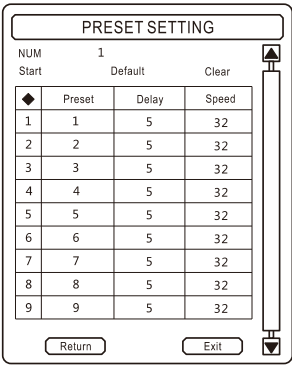 PRESET SETTING
NUM 1
Start Default Clear
◆ Preset Delay Speed
1 1 5 32
2 2 5 32
3 3 5 32
4 4 5 32
5 5 5 32
6 6 5 32
7 7 5 32
8 8 5 32
9 9 5 32
Return Exit